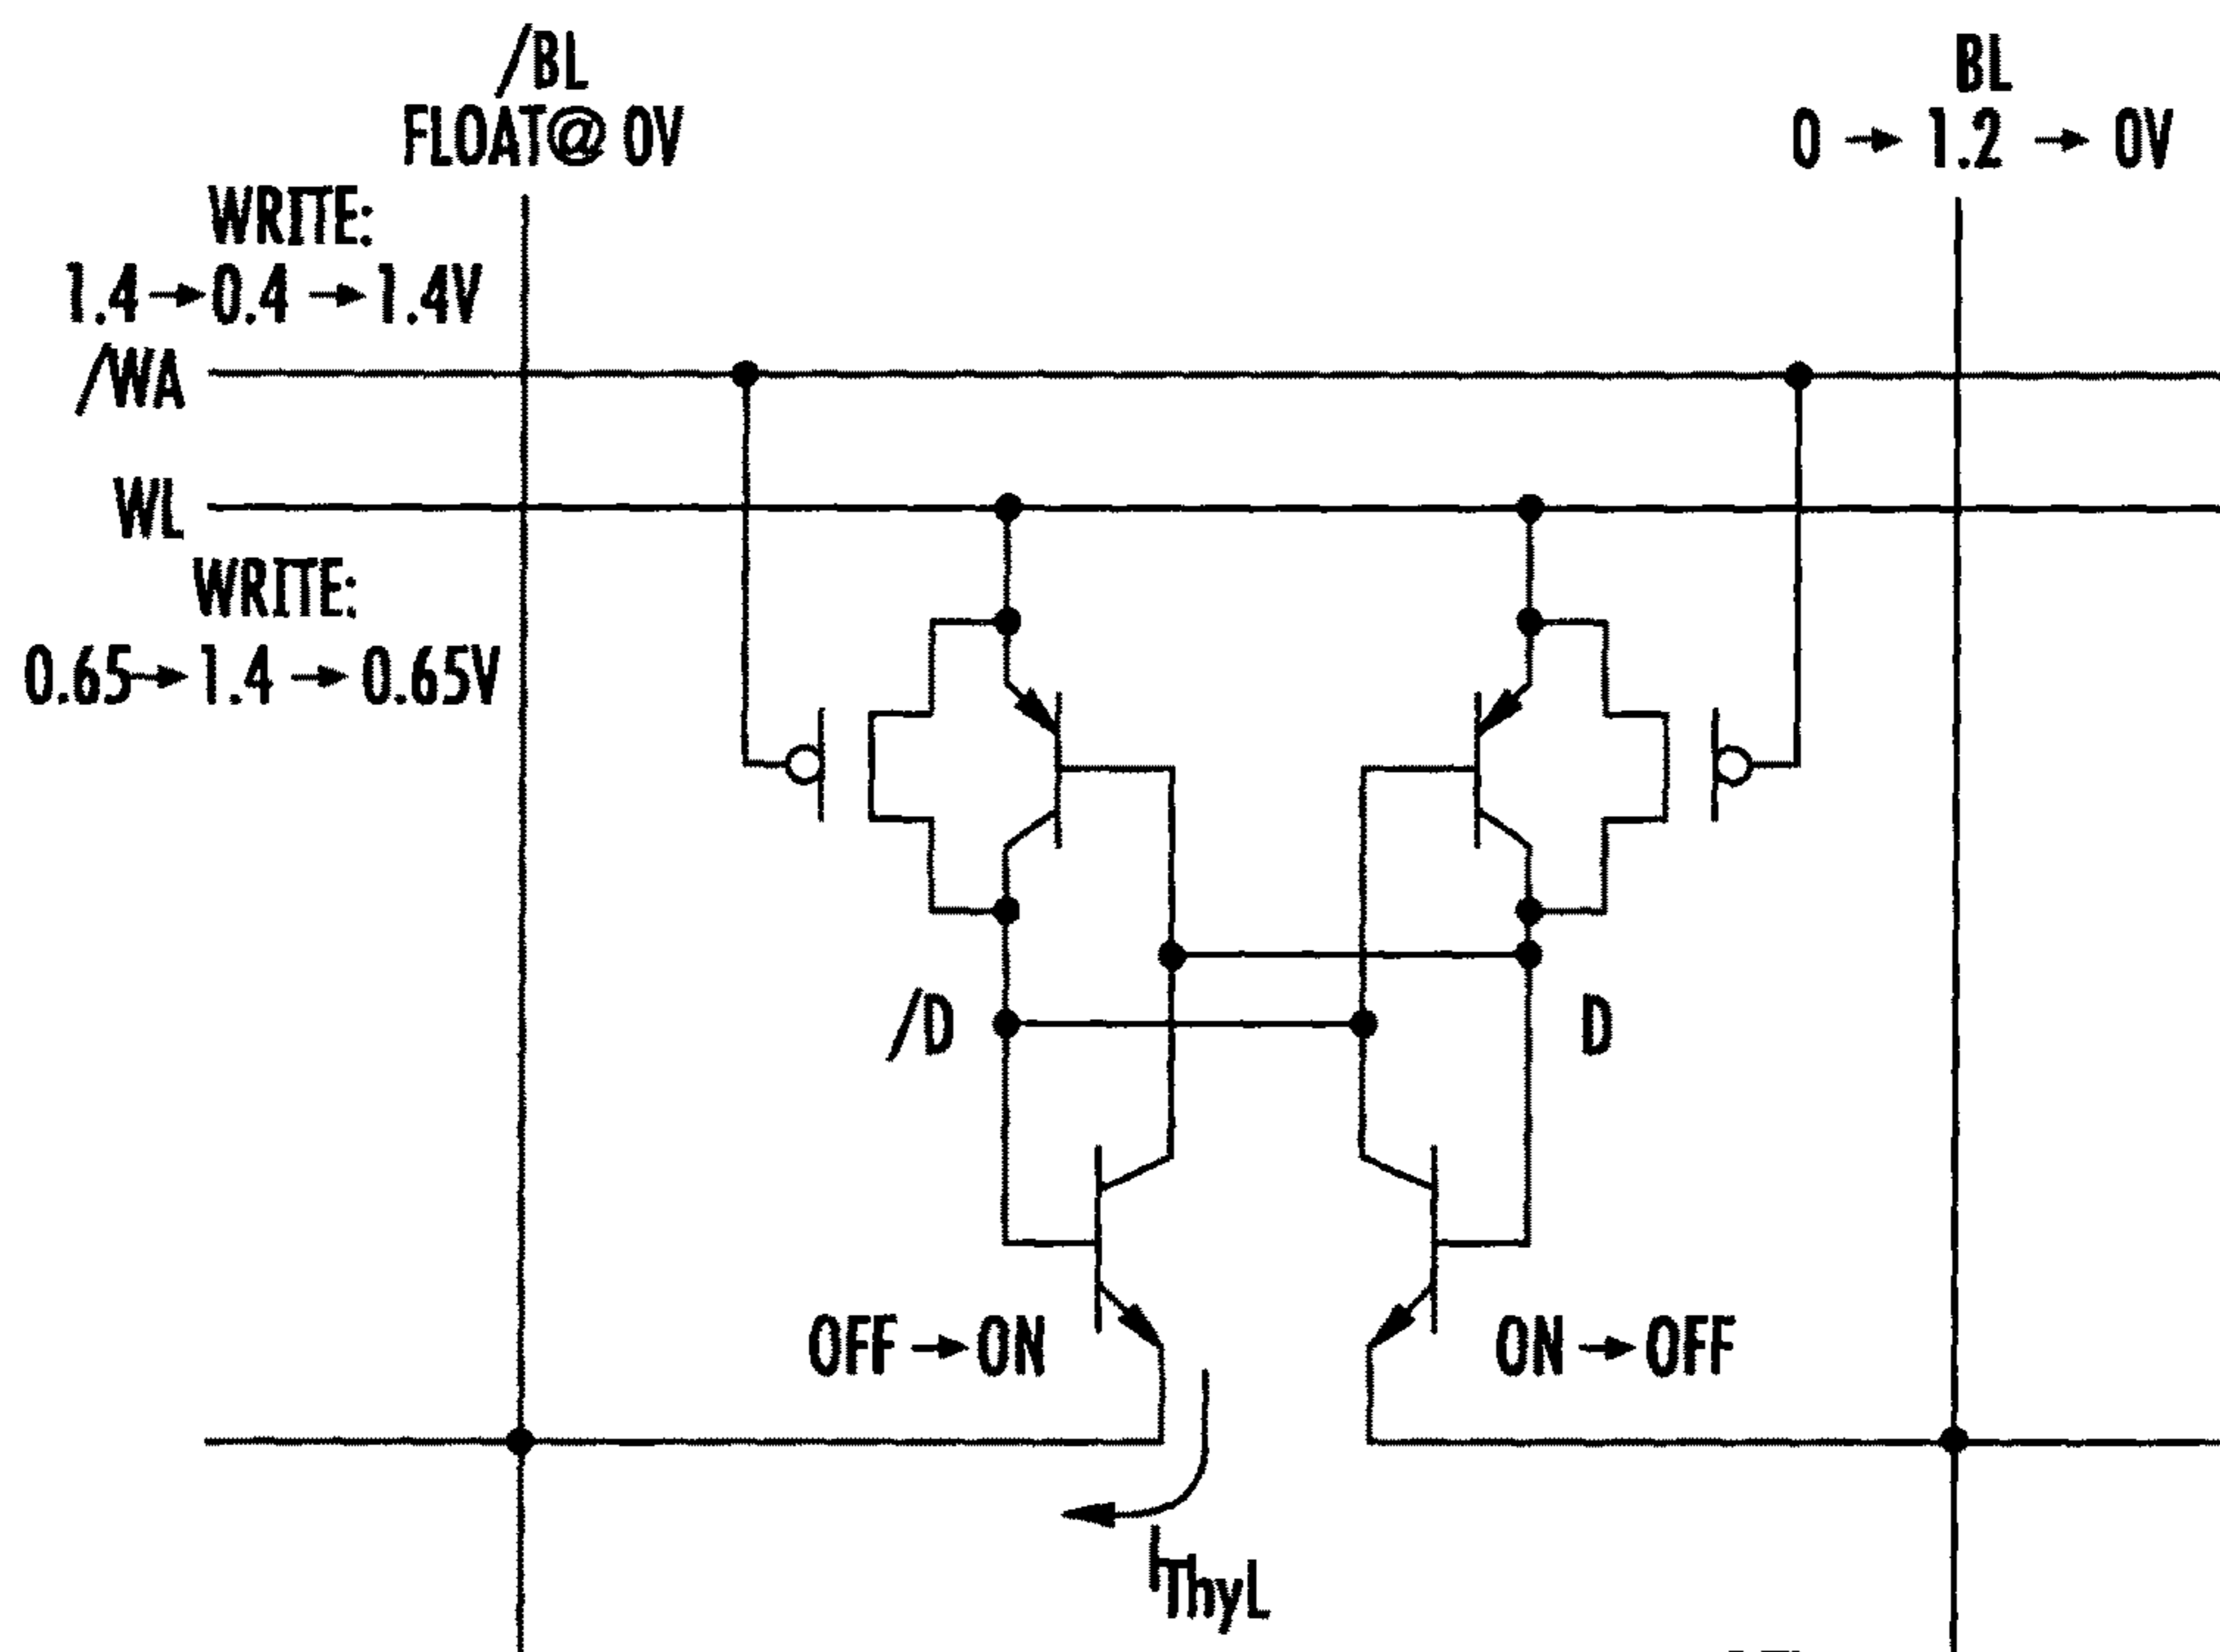 /BL
FLOAT@ 0V
BL
0 → 1.2 → 0V
WRITE:
1.4→0.4→1.4V
/WA
WL
WRITE:
0.65→1.4→0.65V
/D
D
OFF→ON
ON→OFF
IThyL